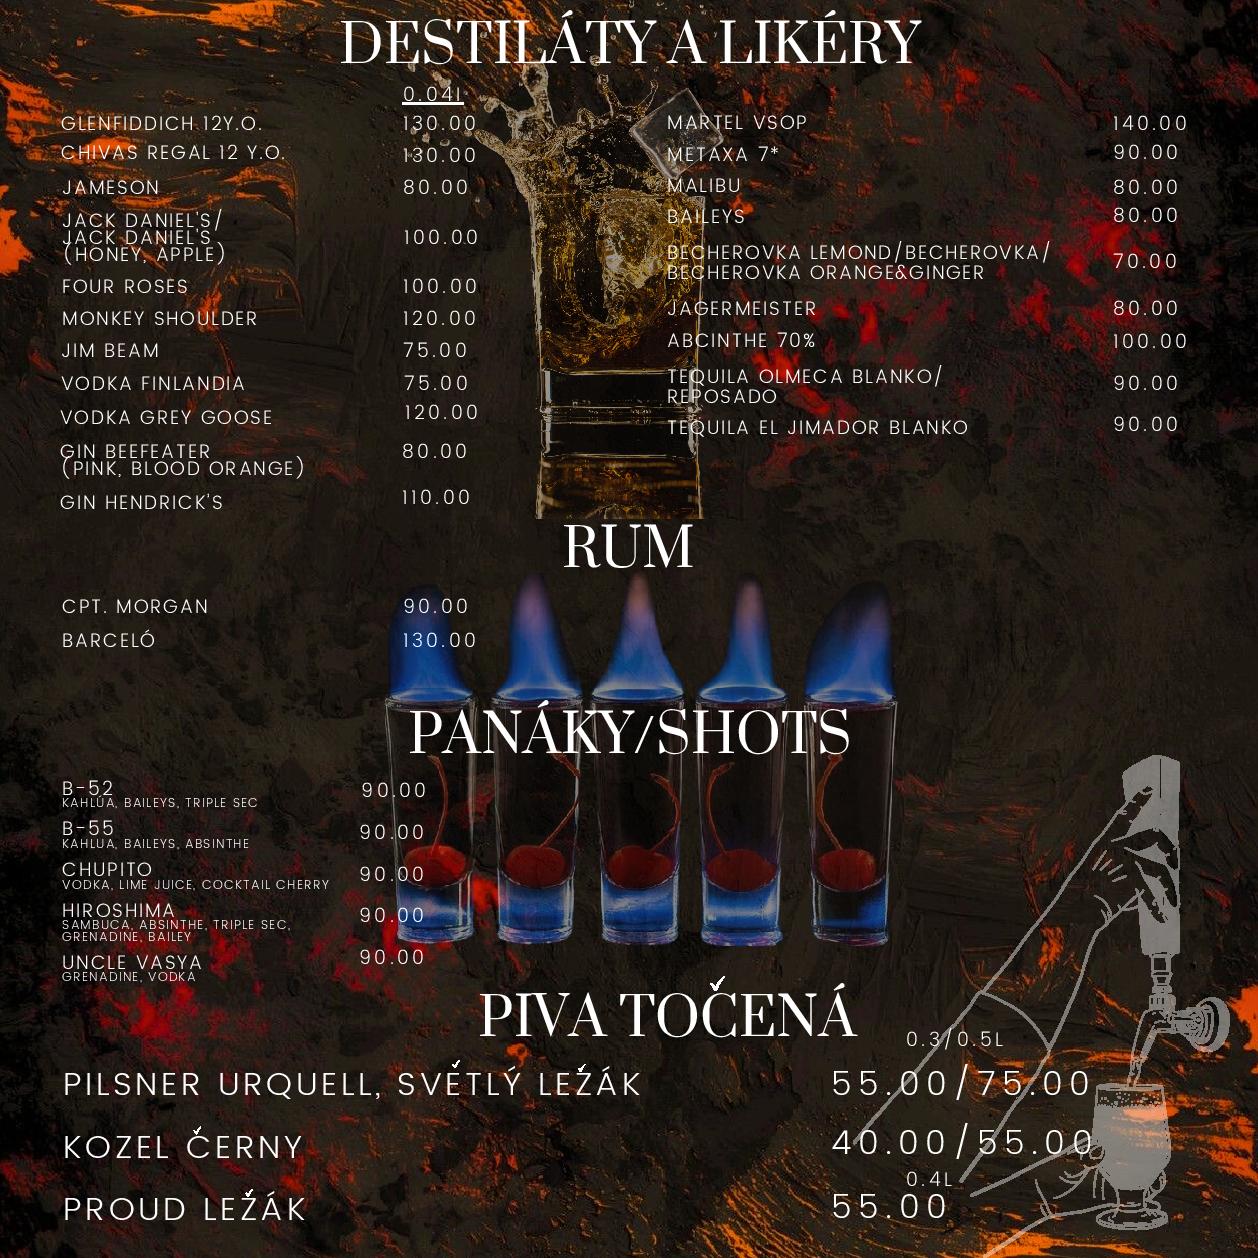 DESTILÁTY A LIKÉRY
0.04L
GLENFIDDICH 12Y.O. 130.00
CHIVAS REGAL 12 Y.O. 130.00
JAMESON 80.00
JACK DANIEL'S/
JACK DANIEL'S 100.00
(HONEY, APPLE)
FOUR ROSES 100.00
MONKEY SHOULDER 120.00
JIM BEAM 75.00
VODKA FINLANDIA 75.00
VODKA GREY GOOSE 120.00
GIN BEEFEATER 80.00
(PINK, BLOOD ORANGE)
GIN HENDRICK'S 110.00
MARTEL VSOP 140.00
METAXA 7* 90.00
MALIBU 80.00
BAILEYS 80.00
BECHEROVKA LEMOND/BECHEROVKA/
BECHEROVKA ORANGE&GINGER 70.00
JAGERMEISTER 80.00
ABCINTHE 70% 100.00
TEQUILA OLMECA BLANKO/
REPOSADO 90.00
TEQUILA EL JIMADOR BLANKO 90.00
RUM
CPT. MORGAN 90.00
BARCELÓ 130.00
PANÁKY/SHOTS
B-52 90.00
KAHLUA, BAILEYS, TRIPLE SEC
B-55 90.00
KAHLUA, BAILEYS, ABSINTHE
CHUPITO 90.00
VODKA, LIME JUICE, COCKTAIL CHERRY
HIROSHIMA 90.00
SAMBUCA, ABSINTHE, TRIPLE SEC,
GRENADINE, BAILEY
UNCLE VASYA 90.00
GRENADINE, VODKA
PIVA TOČENÁ
0.3/0.5L
PILSNER URQUELL, SVĚTLÝ LEŽÁK 55.00/75.00
KOZEL ČERNY 40.00/55.00
0.4L
PROUD LEŽÁK 55.00